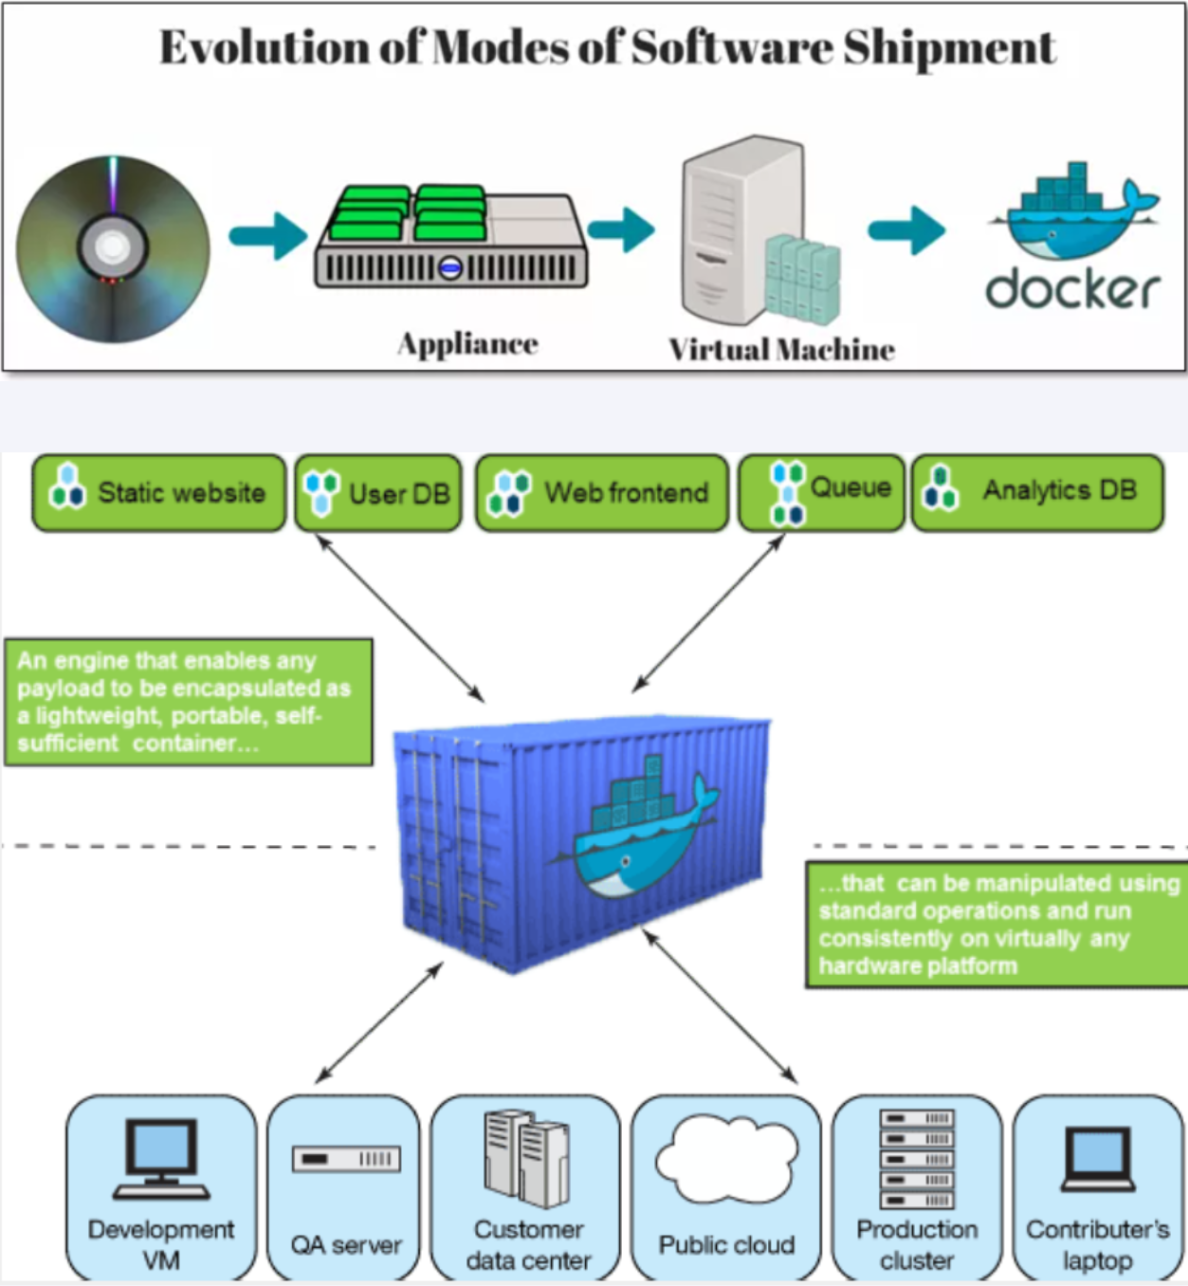 Evolution of Modes of Software Shipment
docker
Appliance
Virtual Machine
Static website
User DB
Web frontend
Queue
Analytics DB
An engine that enables any
payload to be encapsulated as
a lightweight, portable, self-
sufficient container...
...that can be manipulated using
standard operations and run
consistently on virtually any
hardware platform
Development
VM
QA server
Customer
data center
Public cloud
Production
cluster
Contributer's
laptop